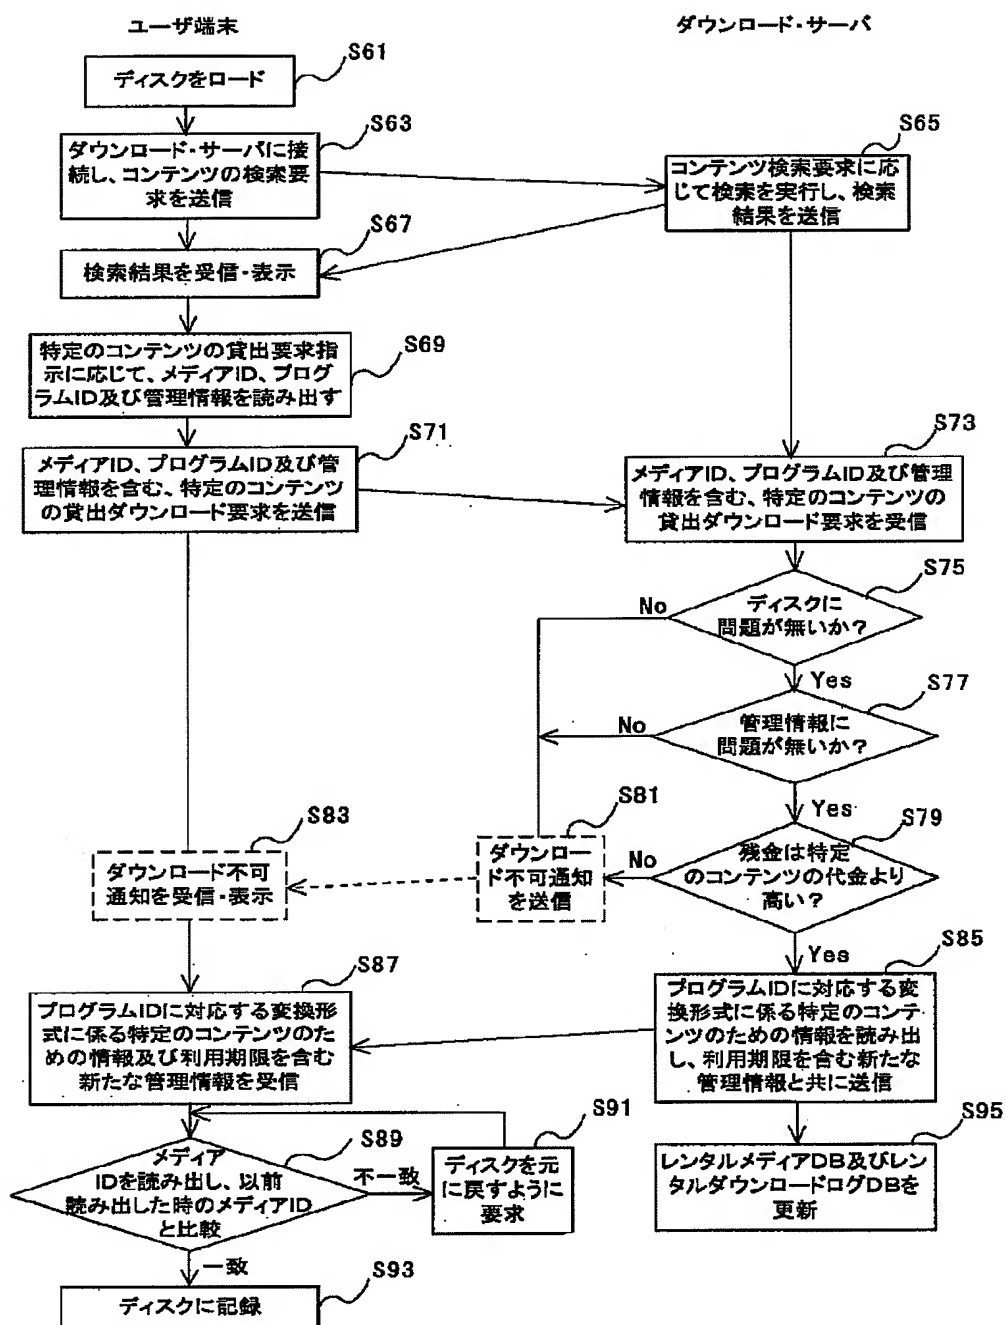 ユーザ端末
ダウンロード・サーバ
S61
ディスクをロード
S63
ダウンロード・サーバに接
続し、コンテンツの検索要
求を送信
S65
コンテンツ検索要求に応
じて検索を実行し、検索
結果を送信
S67
検索結果を受信・表示
S69
特定のコンテンツの貸出要求指
示に応じて、メディアID、プログ
ラムID及び管理情報を読み出す
S71
メディアID、プログラムID及び管
理情報を含む、特定のコンテンツ
の貸出ダウンロード要求を送信
S73
メディアID、プログラムID及び管理
情報を含む、特定のコンテンツの
貸出ダウンロード要求を受信
S75
ディスクに
問題が無いか?
No
Yes
S77
管理情報に
問題が無いか?
No
Yes
S79
残金は特定
のコンテンツの代金より
高い?
No
Yes
S81
ダウンロー
ド不可通知
を送信
S83
ダウンロード不可
通知を受信・表示
S85
プログラムIDに対応する変
換形式に係る特定のコンテ
ンツのための情報を読み出
し、利用期限を含む新たな
管理情報と共に送信
S87
プログラムIDに対応する変換形
式に係る特定のコンテンツのた
めの情報及び利用期限を含む
新たな管理情報を受信
S89
メディア
IDを読み出し、以前
読み出した時のメディアID
と比較
不一致
一致
S91
ディスクを元
に戻すように
要求
S93
ディスクに記録
S95
レンタルメディアDB及びレン
タルダウンロードログDBを
更新